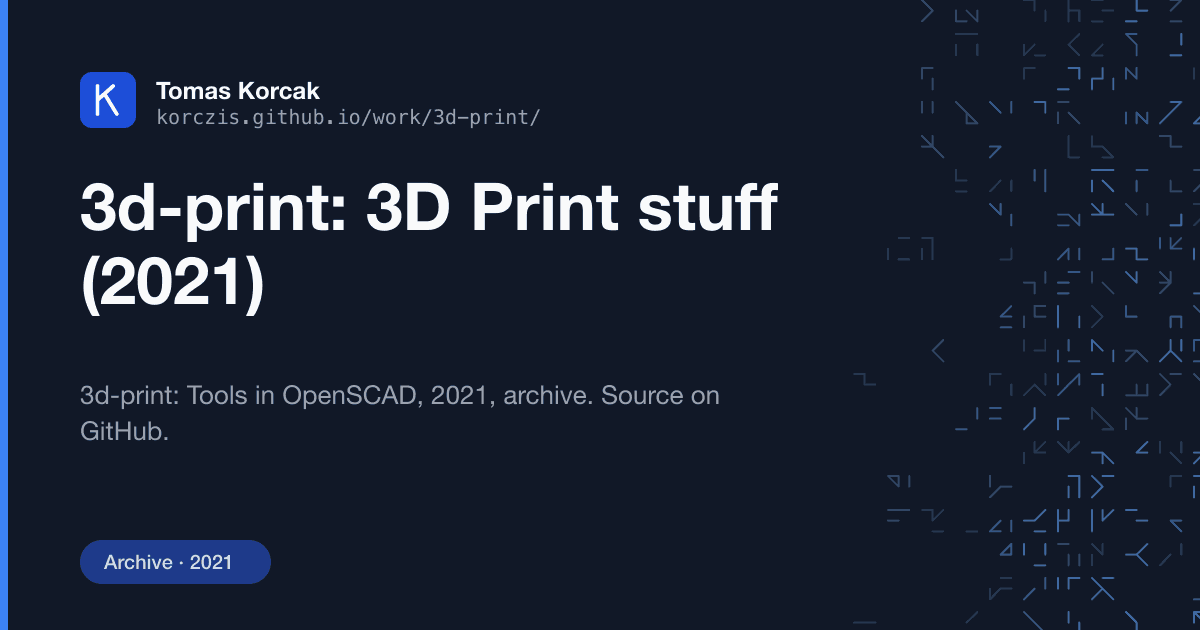 K
Tomas Korcak
korczis.github.io/work/3d-print/
3d-print: 3D Print stuff
(2021)
3d-print: Tools in OpenSCAD, 2021, archive. Source on
GitHub.
Archive · 2021